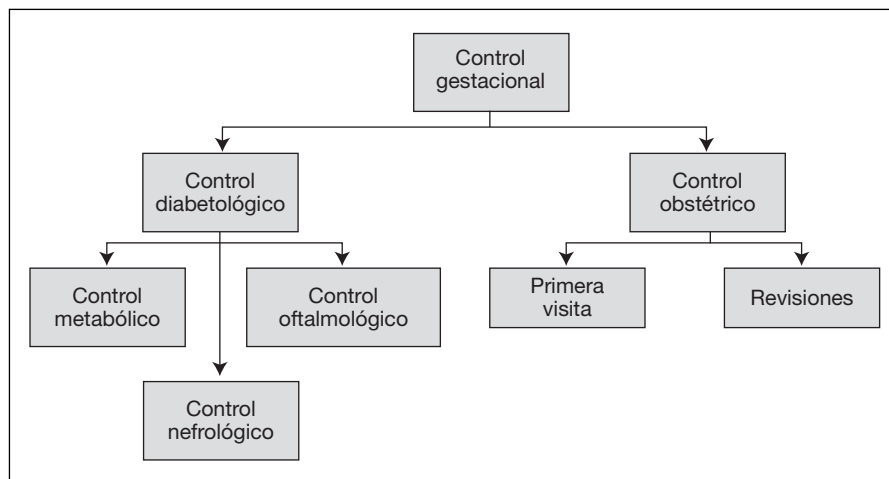 Control
gestacional
Control
diabetológico
Control
obstétrico
Control
metabólico
Control
oftalmológico
Primera
visita
Revisiones
Control
nefrológico